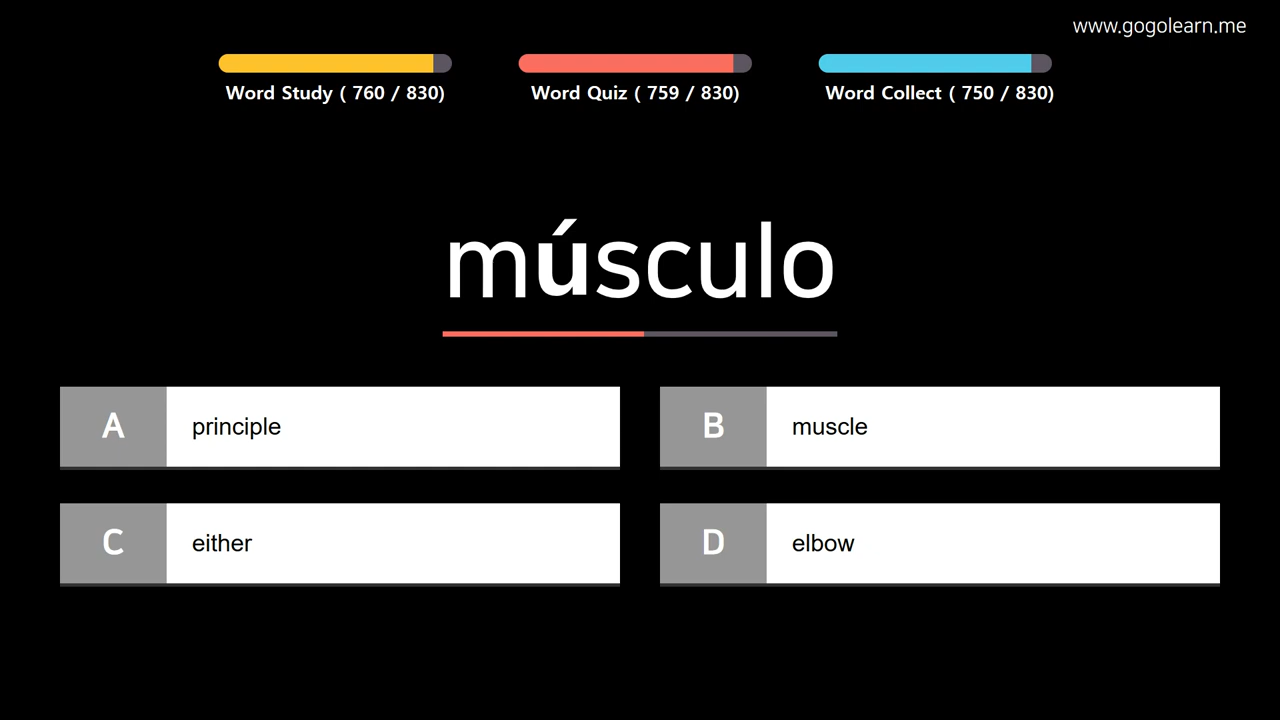 www.gogolearn.me
Word Study ( 760 / 830)
Word Quiz ( 759 / 830)
Word Collect ( 750 / 830)
músculo
A principle
B muscle
C either
D elbow